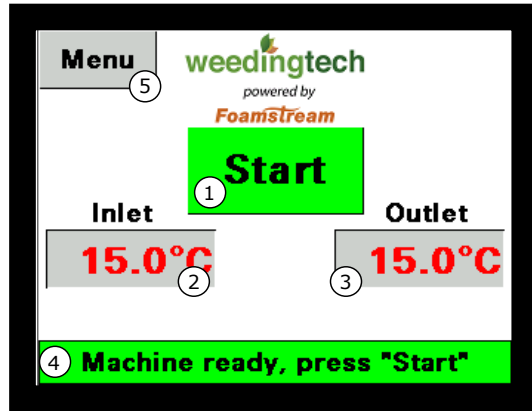 Menu
5
weedingtech
powered by
Foamstream
Start
1
Inlet
Outlet
15.0°C
2
3
15.0°C
4
Machine ready, press "Start"